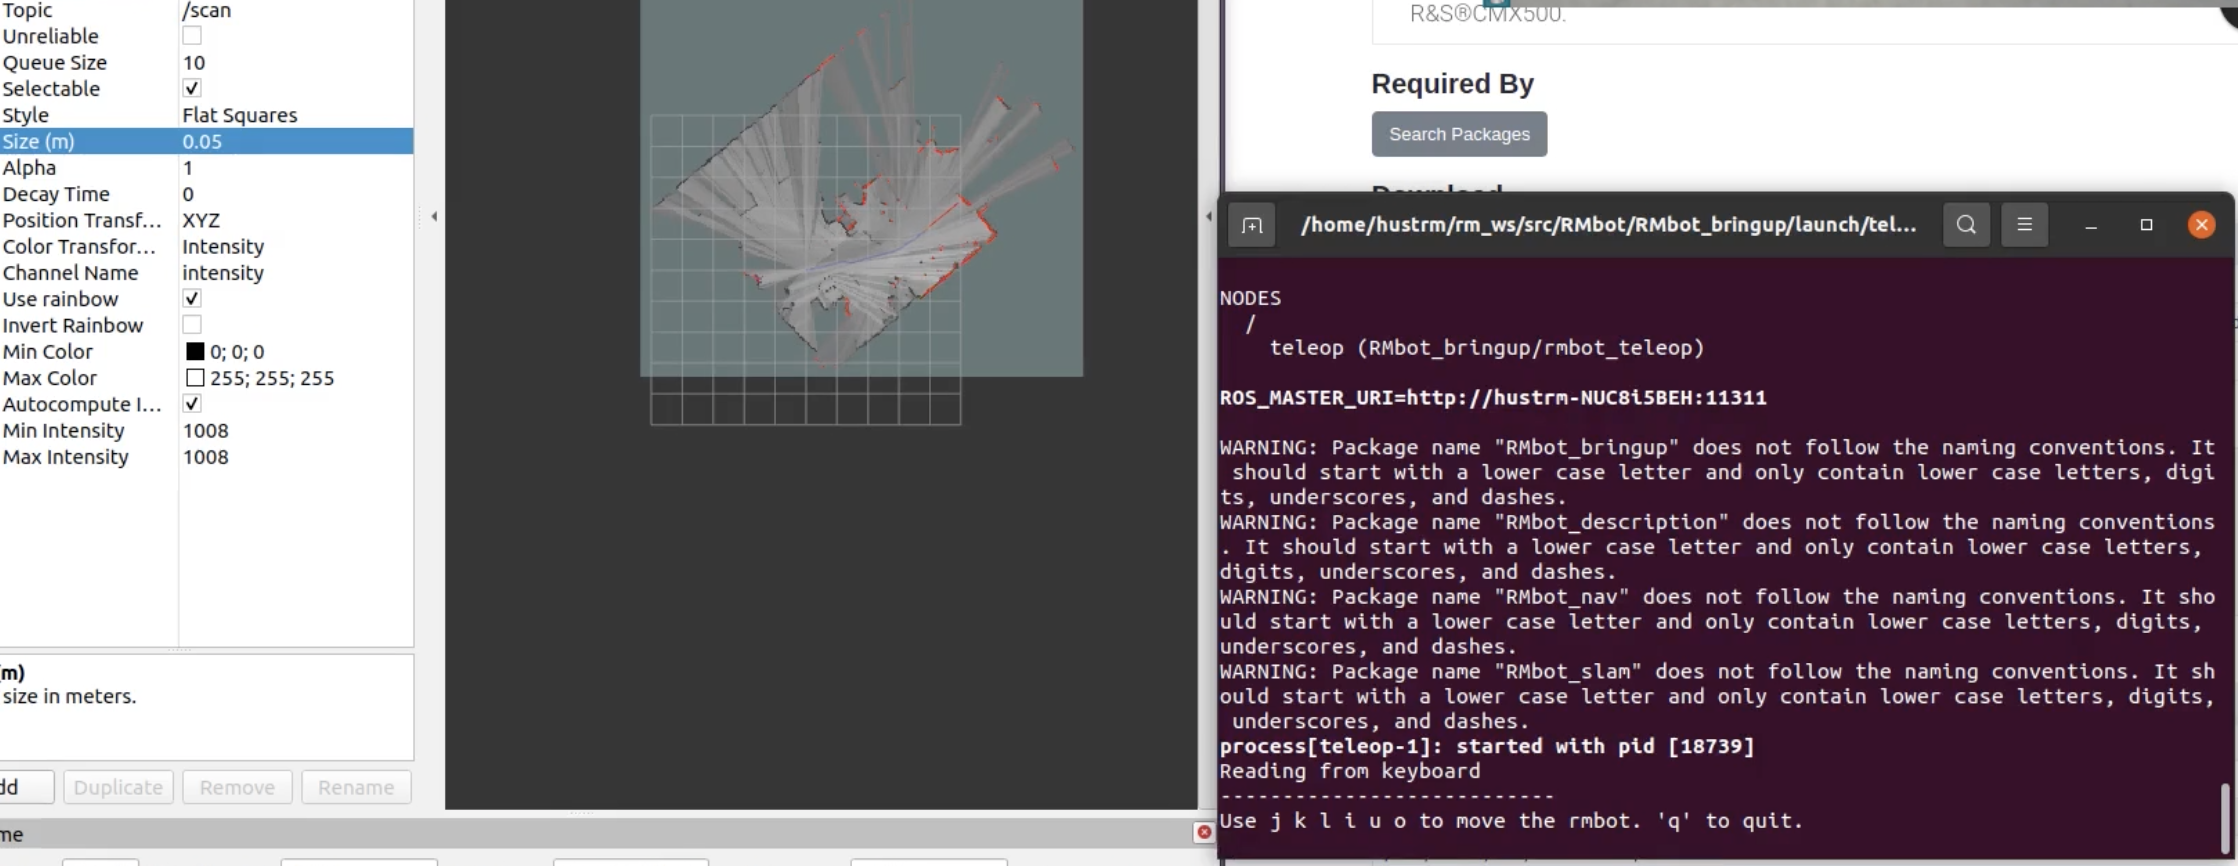 Topic /scan
Unreliable
Queue Size 10
Selectable
Style Flat Squares
Size (m) 0.05
Alpha 1
Decay Time 0
Position Transf... XYZ
Color Transfor... Intensity
Channel Name intensity
Use rainbow
Invert Rainbow
Min Color 0; 0; 0
Max Color 255; 255; 255
Autocompute I...
Min Intensity 1008
Max Intensity 1008
(m)
size in meters.
dd Duplicate Remove Rename
me
R&S®CMX500.
Required By
Search Packages
Download
/home/hustrm/rm_ws/src/RMbot/RMbot_bringup/launch/tel...
NODES
/
teleop (RMbot_bringup/rmbot_teleop)
ROS_MASTER_URI=http://hustrm-NUC8i5BEH:11311
WARNING: Package name "RMbot_bringup" does not follow the naming conventions. It
should start with a lower case letter and only contain lower case letters, digi
ts, underscores, and dashes.
WARNING: Package name "RMbot_description" does not follow the naming conventions
. It should start with a lower case letter and only contain lower case letters,
digits, underscores, and dashes.
WARNING: Package name "RMbot_nav" does not follow the naming conventions. It sho
uld start with a lower case letter and only contain lower case letters, digits,
underscores, and dashes.
WARNING: Package name "RMbot_slam" does not follow the naming conventions. It sh
ould start with a lower case letter and only contain lower case letters, digits,
underscores, and dashes.
process[teleop-1]: started with pid [18739]
Reading from keyboard
---------------------------
Use j k l i u o to move the rmbot. 'q' to quit.